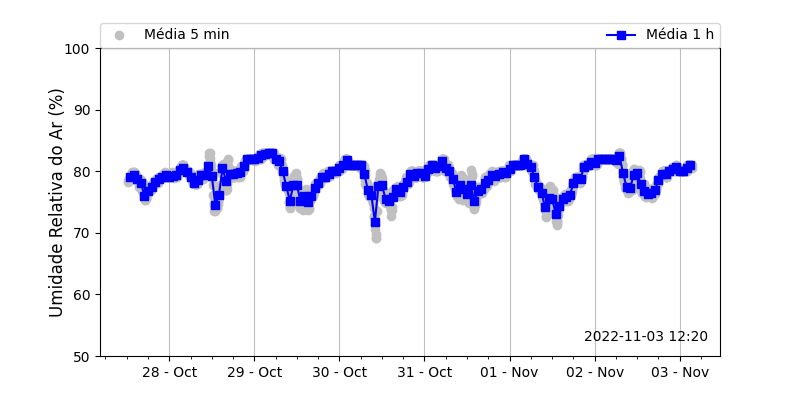 Média 5 min Média 1 h
100
90
80
70
60
50
Umidade Relativa do Ar (%)
2022-11-03 12:20
28 - Oct 29 - Oct 30 - Oct 31 - Oct 01 - Nov 02 - Nov 03 - Nov